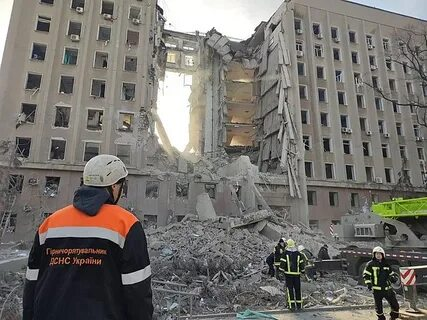 Гірничорятувальник
ДСНС України